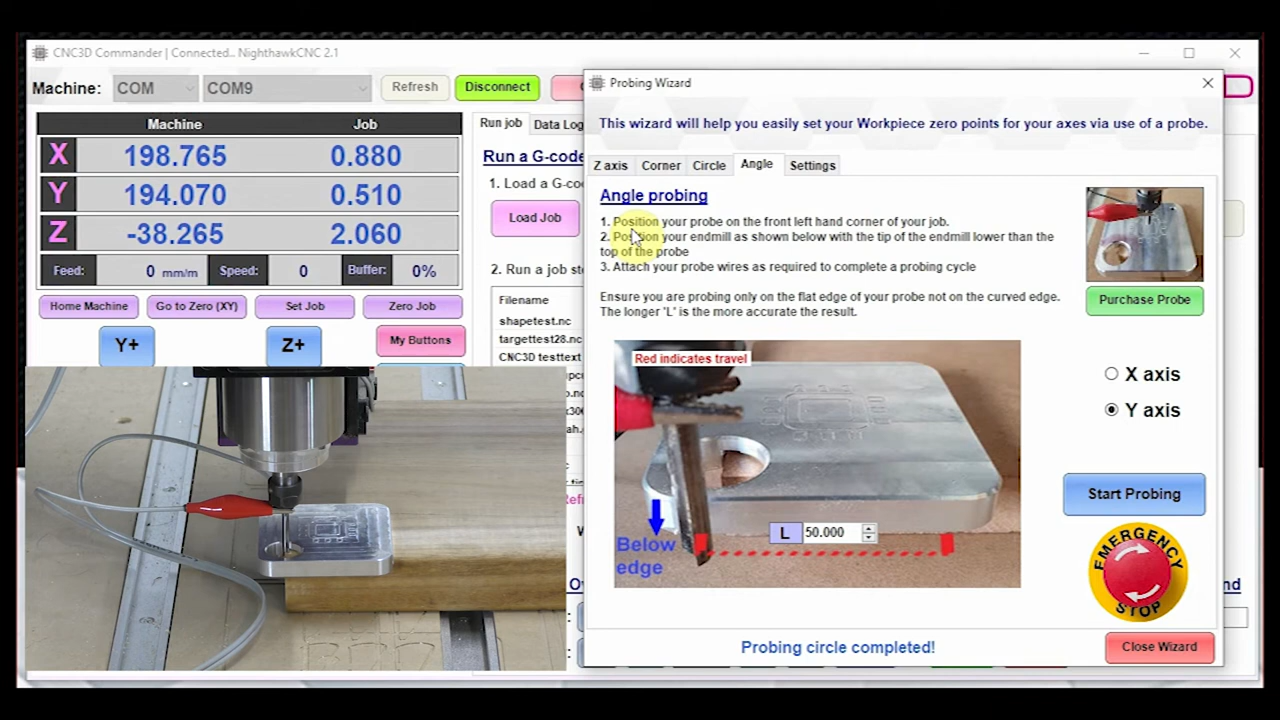 CNC3D Commander | Connected.. NighthawkCNC 2.1
Machine: COM COM9 Refresh Disconnect
Machine Job
X 198.765 0.880
Y 194.070 0.510
Z -38.265 2.060
Feed: 0 mm/m Speed: 0 Buffer: 0%
Home Machine Go to Zero (XY) Set Job Zero Job
Y+ Z+ My Buttons
Run job Data Log
Run a G-code
1. Load a G-co
Load Job
2. Run a job st
Filename
shapetest.nc
targettest28.nc
CNC3D testtext
Probing Wizard
This wizard will help you easily set your Workpiece zero points for your axes via use of a probe.
Z axis Corner Circle Angle Settings
Angle probing
1. Position your probe on the front left hand corner of your job.
2. Position your endmill as shown below with the tip of the endmill lower than the
top of the probe
3. Attach your probe wires as required to complete a probing cycle
Ensure you are probing only on the flat edge of your probe not on the curved edge.
The longer 'L' is the more accurate the result.
Purchase Probe
Red indicates travel
L 50.000
Below
edge
X axis
Y axis
Start Probing
EMERGENCY
STOP
Probing circle completed!
Close Wizard